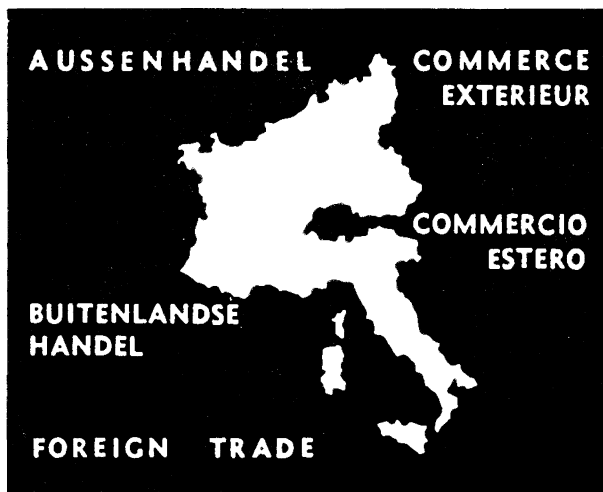 AUSSENHANDEL
COMMERCE
EXTERIEUR
COMMERCIO
ESTERO
BUITENLANDSE
HANDEL
FOREIGN TRADE